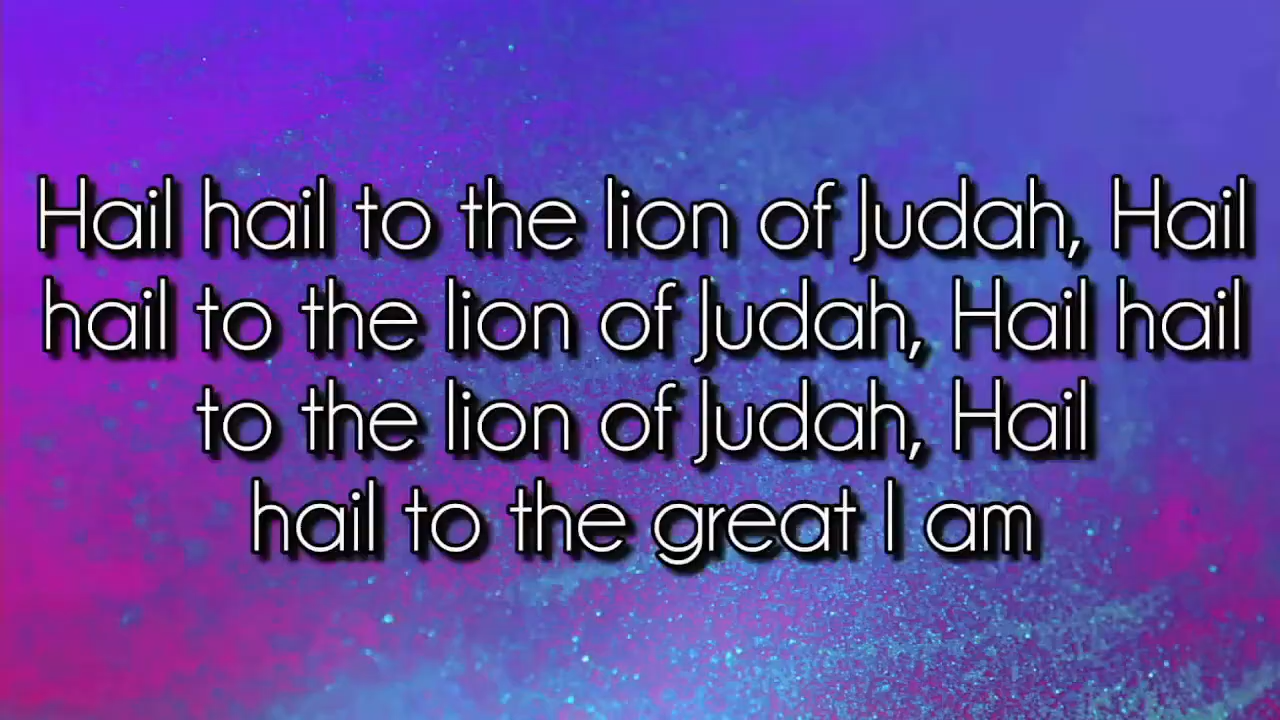 Hail hail to the lion of Judah, Hail
hail to the lion of Judah, Hail hail
to the lion of Judah, Hail
hail to the great I am